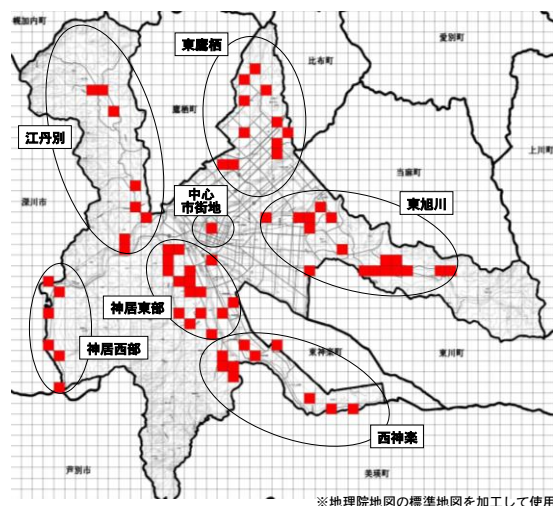 幌加内町
愛別町
東鷹栖
比布町
鷹栖町
上川町
江丹別
当麻町
深川市
中心
市街地
東旭川
神居東部
神居西部
東神楽町
東川町
西神楽
芦別市
美瑛町
※地理院地図の標準地図を加工して使用